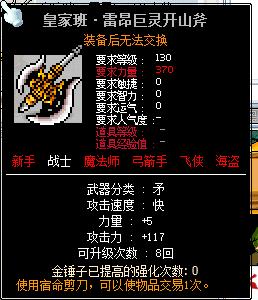 皇家班·雷昂巨灵开山斧
装备后无法交换
要求等级: 130
要求力量: 370
要求敏捷: 0
要求智力: 0
要求运气: 0
要求人气度: -
道具等级: -
道具经验值: -
新手 战士 魔法师 弓箭手 飞侠 海盗
武器分类 : 矛
攻击速度 : 快
力量 : +5
攻击力 : +117
可升级次数 : 8回
金锤子已提高的强化次数: 0
使用宿命剪刀，可以使物品交易1次。